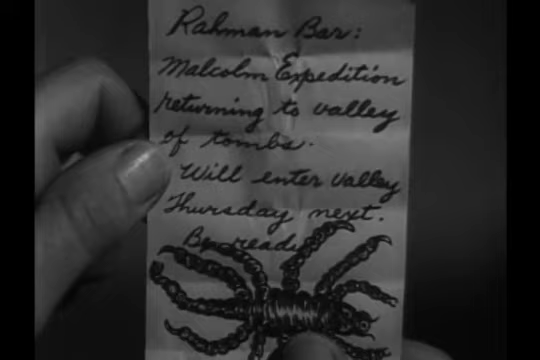 Rahman Bar:
Malcolm Expedition
returning to valley
of tombs.
Will enter valley
Thursday next.
Be ready